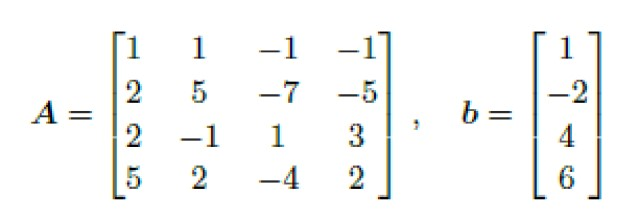 A = [1 1 −1 −1; 2 5 −7 −5; 2 −1 1 3; 5 2 −4 2], b = [1; −2; 4; 6]